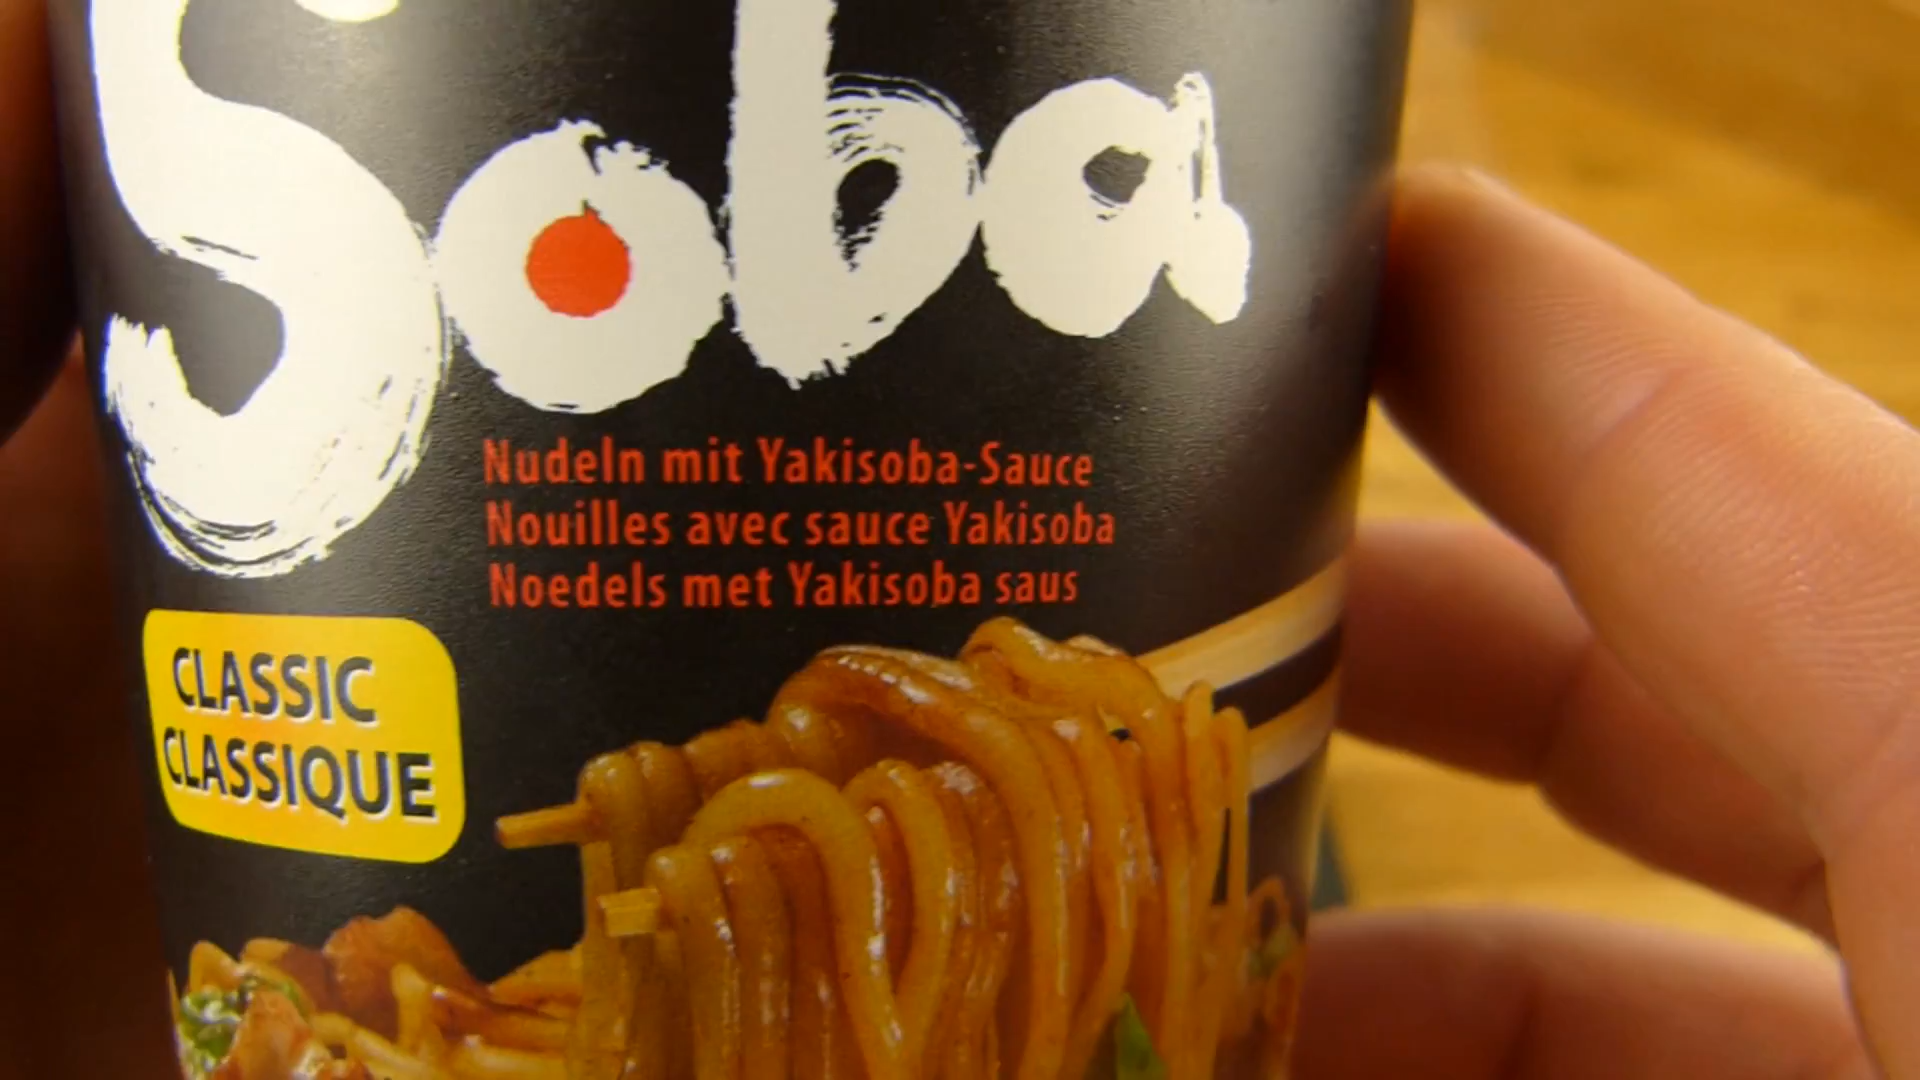 Soba
Nudeln mit Yakisoba-Sauce
Nouilles avec sauce Yakisoba
Noedels met Yakisoba saus
CLASSIC
CLASSIQUE